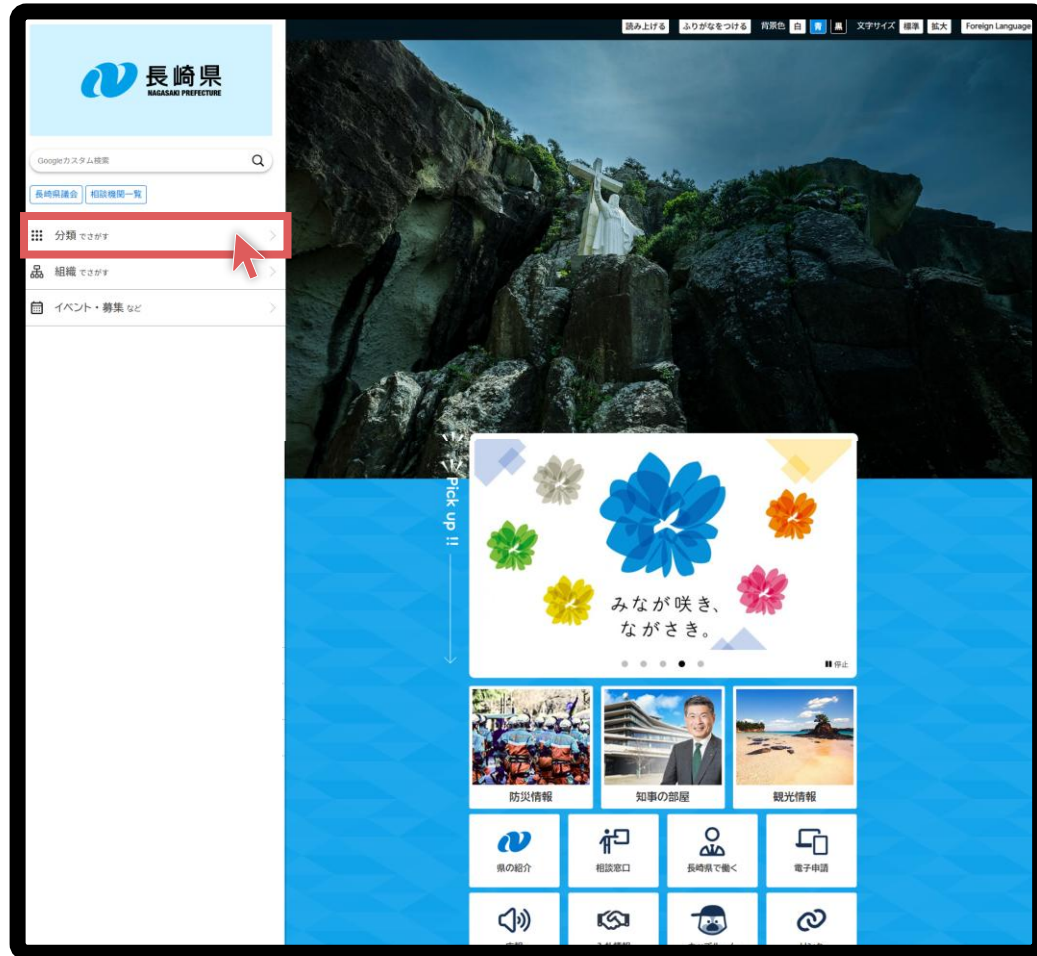 読み上げる
ふりがなをつける
背景色 白 青 黒
文字サイズ 標準 拡大
Foreign Language
長崎県
NAGASAKI PREFECTURE
Googleカスタム検索
長崎県議会 相談機関一覧
分類 でさがす
組織 でさがす
イベント・募集 など
Pick up !!
みなが咲き、
ながさき。
停止
防災情報
知事の部屋
観光情報
県の紹介
相談窓口
長崎県で働く
電子申請